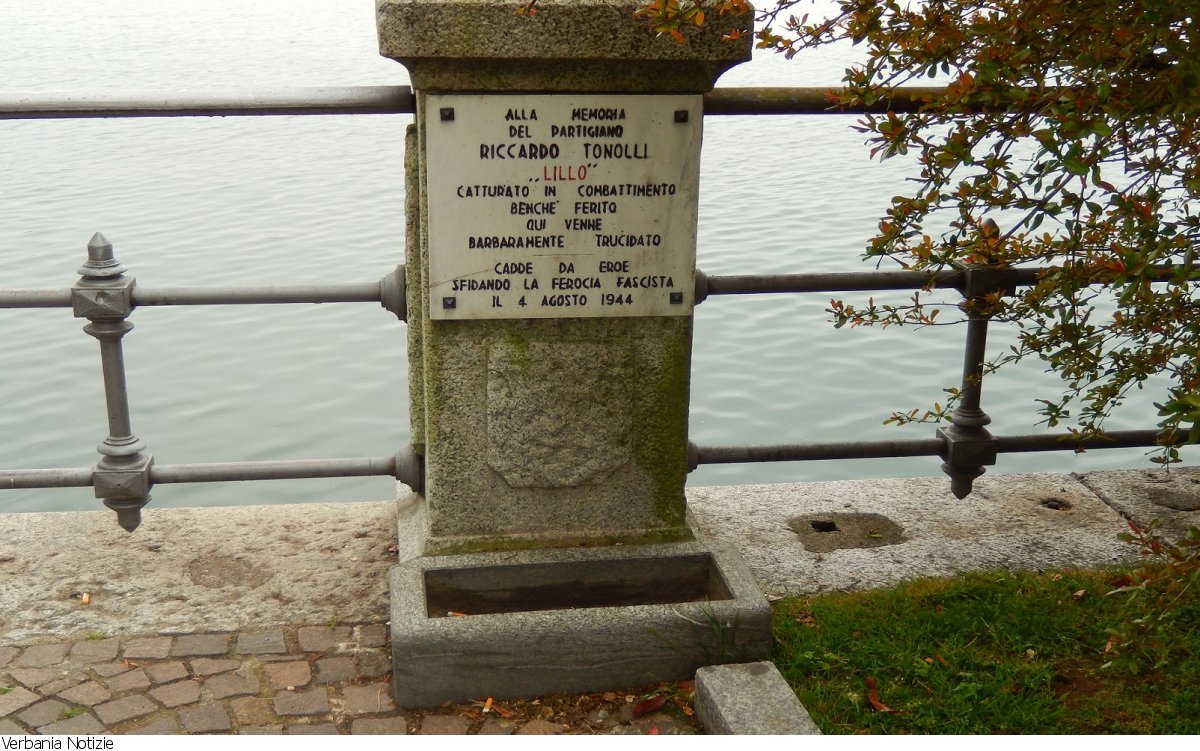 ALLA MEMORIA
DEL PARTIGIANO
RICCARDO TONOLLI
„LILLO"
CATTURATO IN COMBATTIMENTO
BENCHE' FERITO
QUI VENNE
BARBARAMENTE TRUCIDATO
CADDE DA EROE
SFIDANDO LA FEROCIA FASCISTA
IL 4 AGOSTO 1944
Verbania Notizie